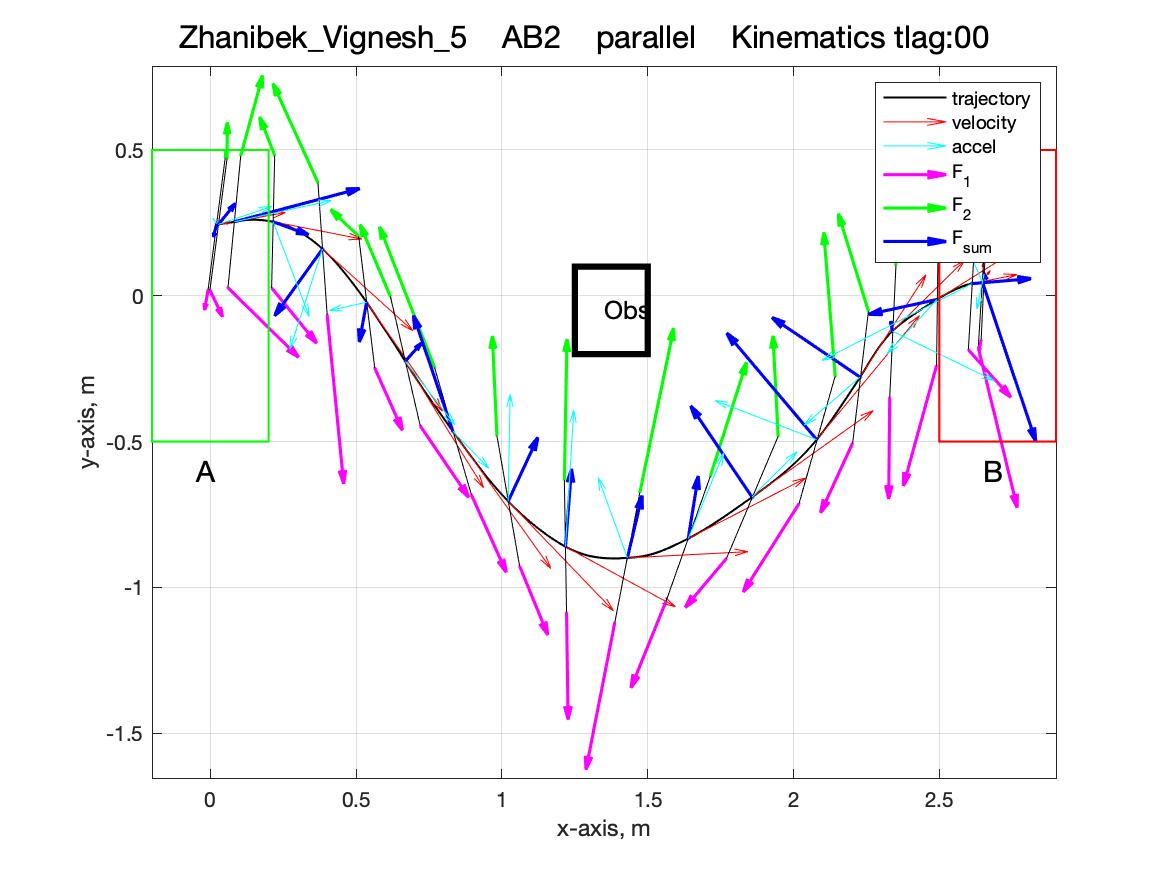 Zhanibek_Vignesh_5 AB2 parallel Kinematics tlag:00
trajectory
velocity
accel
F1
F2
Fsum
0.5
0
-0.5
-1
-1.5
y-axis, m
Obs
A
B
0 0.5 1 1.5 2 2.5
x-axis, m